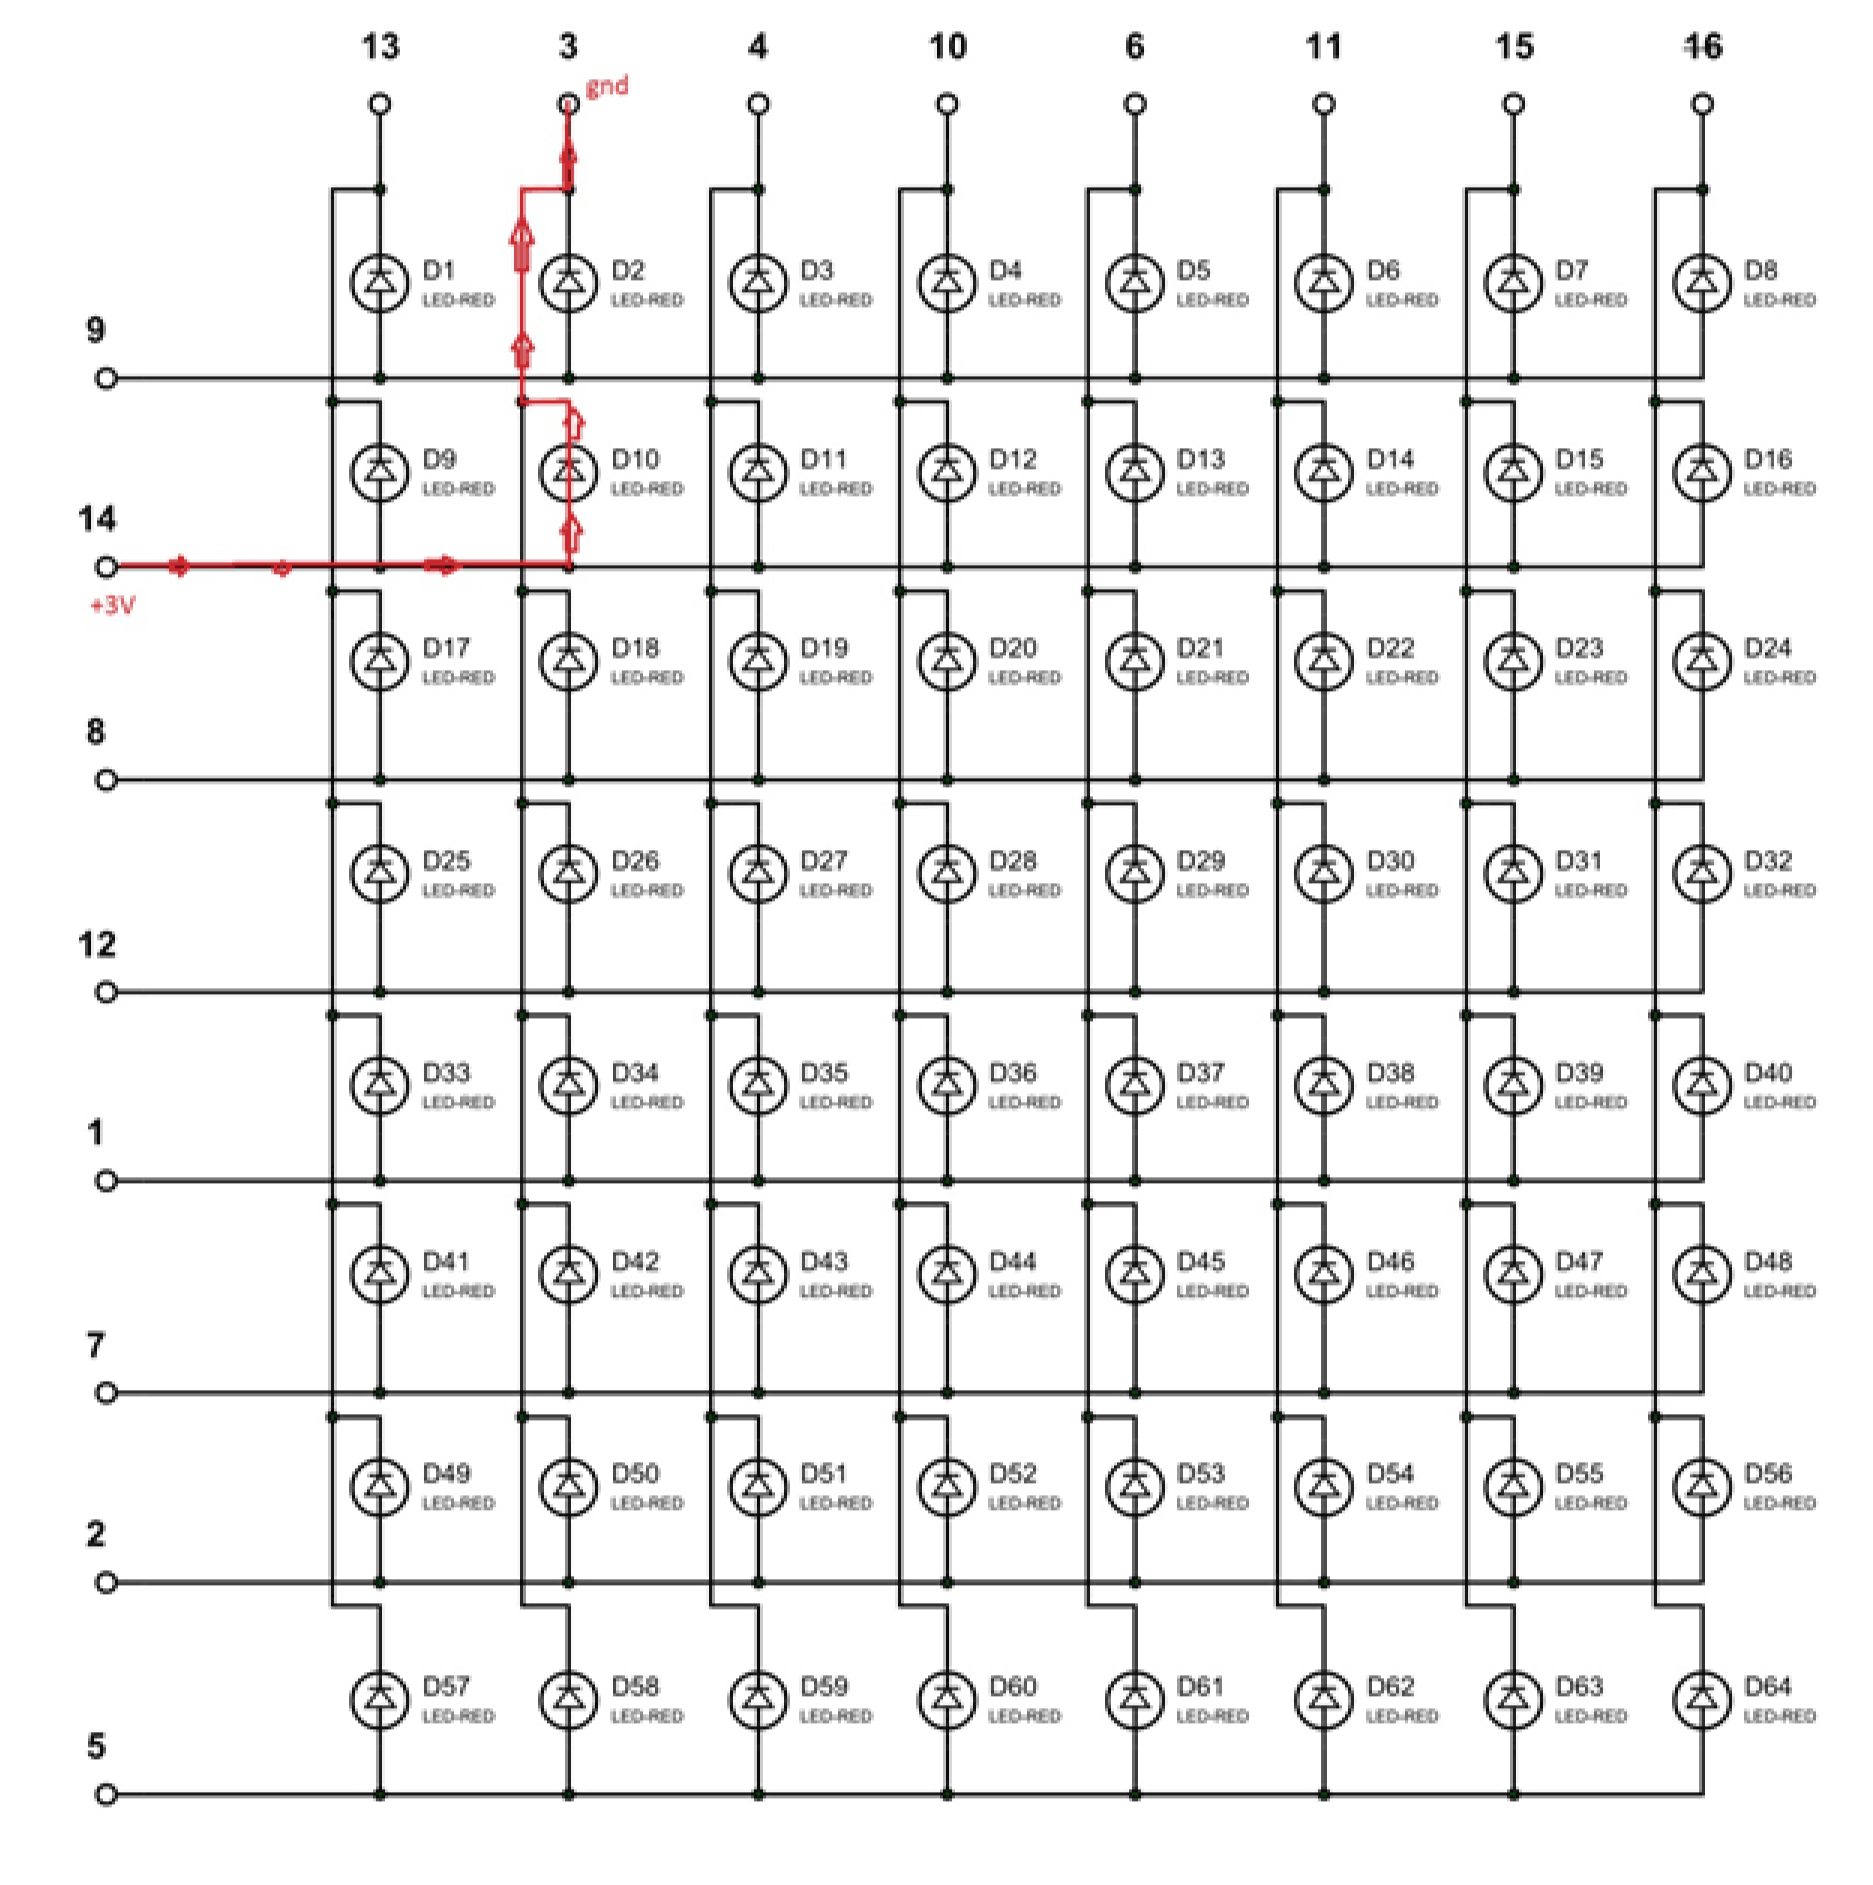 13 3 4 10 6 11 15 16
gnd
D1 D2 D3 D4 D5 D6 D7 D8
LED-RED LED-RED LED-RED LED-RED LED-RED LED-RED LED-RED LED-RED
9
D9 D10 D11 D12 D13 D14 D15 D16
LED-RED LED-RED LED-RED LED-RED LED-RED LED-RED LED-RED LED-RED
14
+3V
D17 D18 D19 D20 D21 D22 D23 D24
LED-RED LED-RED LED-RED LED-RED LED-RED LED-RED LED-RED LED-RED
8
D25 D26 D27 D28 D29 D30 D31 D32
LED-RED LED-RED LED-RED LED-RED LED-RED LED-RED LED-RED LED-RED
12
D33 D34 D35 D36 D37 D38 D39 D40
LED-RED LED-RED LED-RED LED-RED LED-RED LED-RED LED-RED LED-RED
1
D41 D42 D43 D44 D45 D46 D47 D48
LED-RED LED-RED LED-RED LED-RED LED-RED LED-RED LED-RED LED-RED
7
D49 D50 D51 D52 D53 D54 D55 D56
LED-RED LED-RED LED-RED LED-RED LED-RED LED-RED LED-RED LED-RED
2
D57 D58 D59 D60 D61 D62 D63 D64
LED-RED LED-RED LED-RED LED-RED LED-RED LED-RED LED-RED LED-RED
5